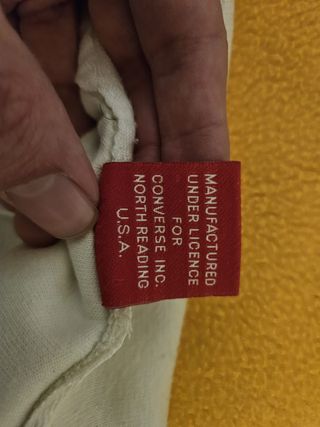 MANUFACTURED
UNDER LICENCE
FOR
CONVERSE INC.
NORTH READING
U.S.A.